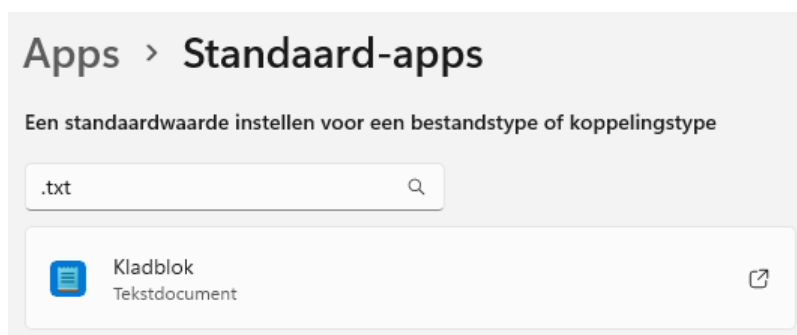 Apps > Standaard-apps
Een standaardwaarde instellen voor een bestandstype of koppelingstype
.txt
Kladblok
Tekstdocument